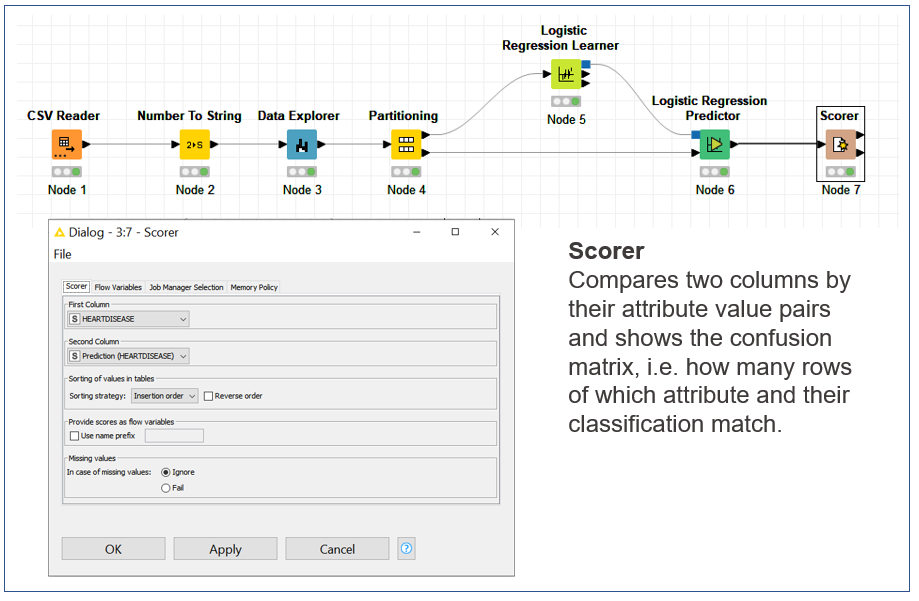 Logistic
Regression Learner
CSV Reader
Number To String
Data Explorer
Partitioning
Logistic Regression
Predictor
Scorer
2▸S
Node 1
Node 2
Node 3
Node 4
Node 5
Node 6
Node 7
Dialog - 3:7 - Scorer
File
Scorer Flow Variables Job Manager Selection Memory Policy
First Column
S HEARTDISEASE
Second Column
S Prediction (HEARTDISEASE)
Sorting of values in tables
Sorting strategy: Insertion order Reverse order
Provide scores as flow variables
Use name prefix
Missing values
In case of missing values: Ignore
Fail
OK Apply Cancel ?
Scorer
Compares two columns by
their attribute value pairs
and shows the confusion
matrix, i.e. how many rows
of which attribute and their
classification match.